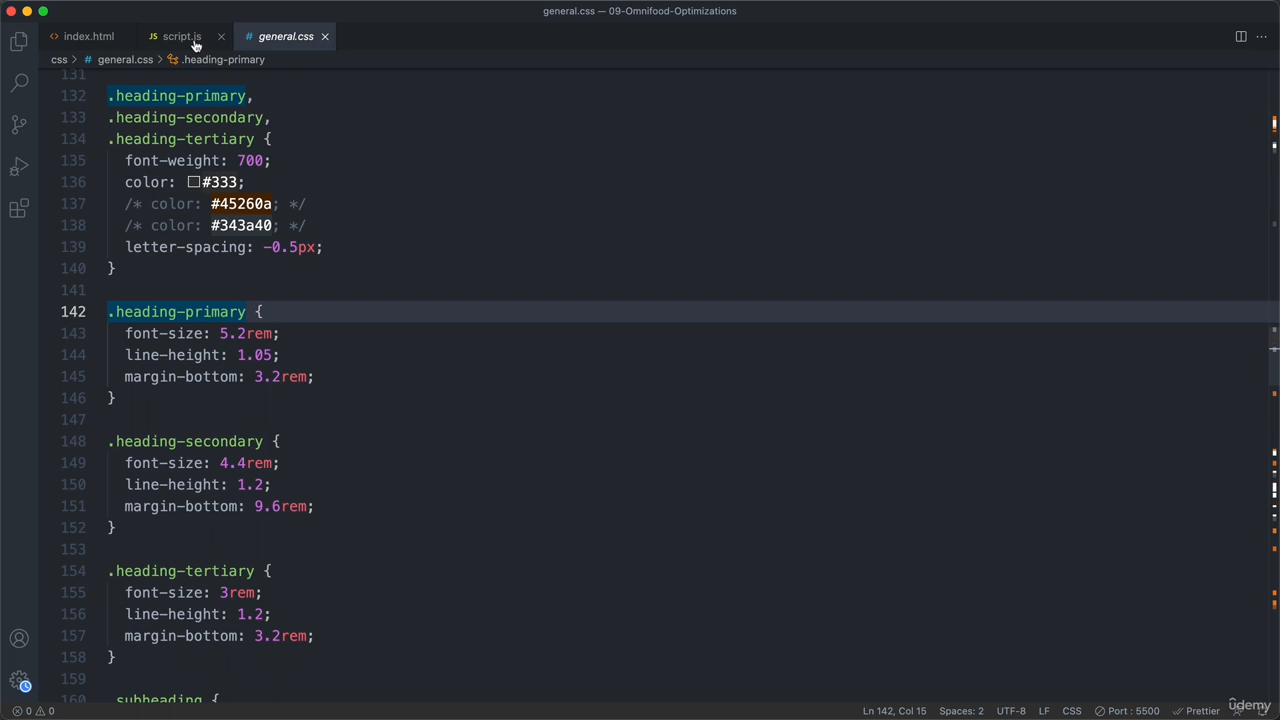 general.css — 09-Omnifood-Optimizations
<> index.html JS script.js × # general.css ×
css > # general.css > .heading-primary
131
132 .heading-primary,
133 .heading-secondary,
134 .heading-tertiary {
135 font-weight: 700;
136 color: #333;
137 /* color: #45260a; */
138 /* color: #343a40; */
139 letter-spacing: -0.5px;
140 }
141
142 .heading-primary {
143 font-size: 5.2rem;
144 line-height: 1.05;
145 margin-bottom: 3.2rem;
146 }
147
148 .heading-secondary {
149 font-size: 4.4rem;
150 line-height: 1.2;
151 margin-bottom: 9.6rem;
152 }
153
154 .heading-tertiary {
155 font-size: 3rem;
156 line-height: 1.2;
157 margin-bottom: 3.2rem;
158 }
159
160 .subheading {
0 0 Ln 142, Col 15 Spaces: 2 UTF-8 LF CSS Port : 5500 Prettier
udemy